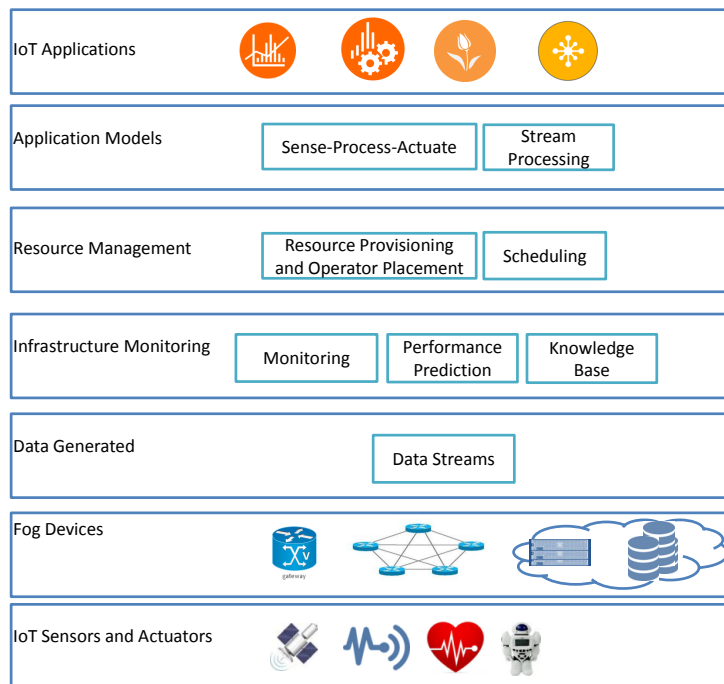 IoT Applications
Application Models
Sense-Process-Actuate
Stream
Processing
Resource Management
Resource Provisioning
and Operator Placement
Scheduling
Infrastructure Monitoring
Monitoring
Performance
Prediction
Knowledge
Base
Data Generated
Data Streams
Fog Devices
gateway
IoT Sensors and Actuators